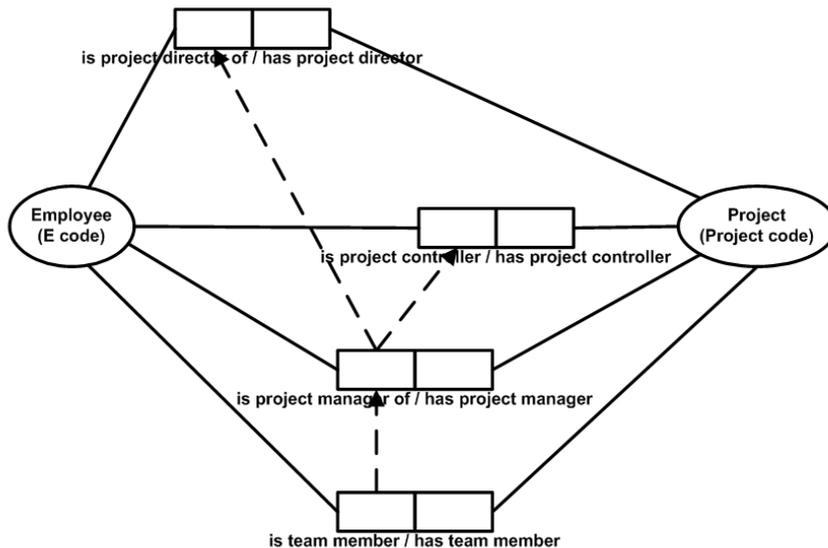 is project director of / has project director
Employee
(E code)
Project
(Project code)
is project controller / has project controller
is project manager of / has project manager
is team member / has team member